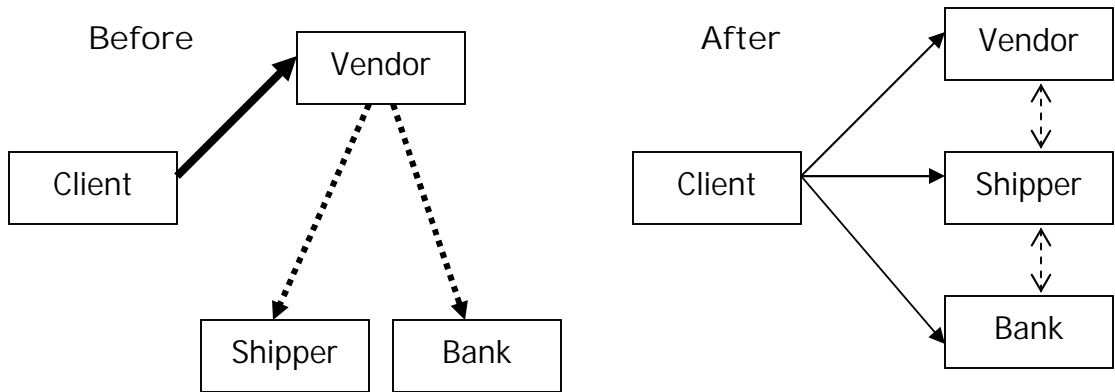 Before
Vendor
Client
Shipper
Bank
After
Vendor
Client
Shipper
Bank